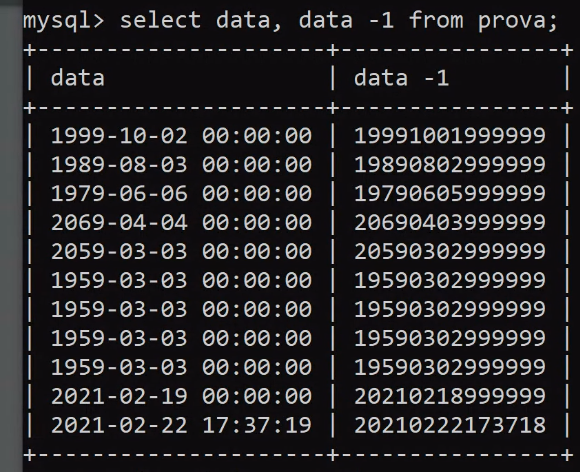 mysql> select data, data -1 from prova;
+---------------------+----------------+
| data                | data -1        |
+---------------------+----------------+
| 1999-10-02 00:00:00 | 19991001999999 |
| 1989-08-03 00:00:00 | 19890802999999 |
| 1979-06-06 00:00:00 | 19790605999999 |
| 2069-04-04 00:00:00 | 20690403999999 |
| 2059-03-03 00:00:00 | 20590302999999 |
| 1959-03-03 00:00:00 | 19590302999999 |
| 1959-03-03 00:00:00 | 19590302999999 |
| 1959-03-03 00:00:00 | 19590302999999 |
| 1959-03-03 00:00:00 | 19590302999999 |
| 2021-02-19 00:00:00 | 20210218999999 |
| 2021-02-22 17:37:19 | 20210222173718 |
+---------------------+----------------+